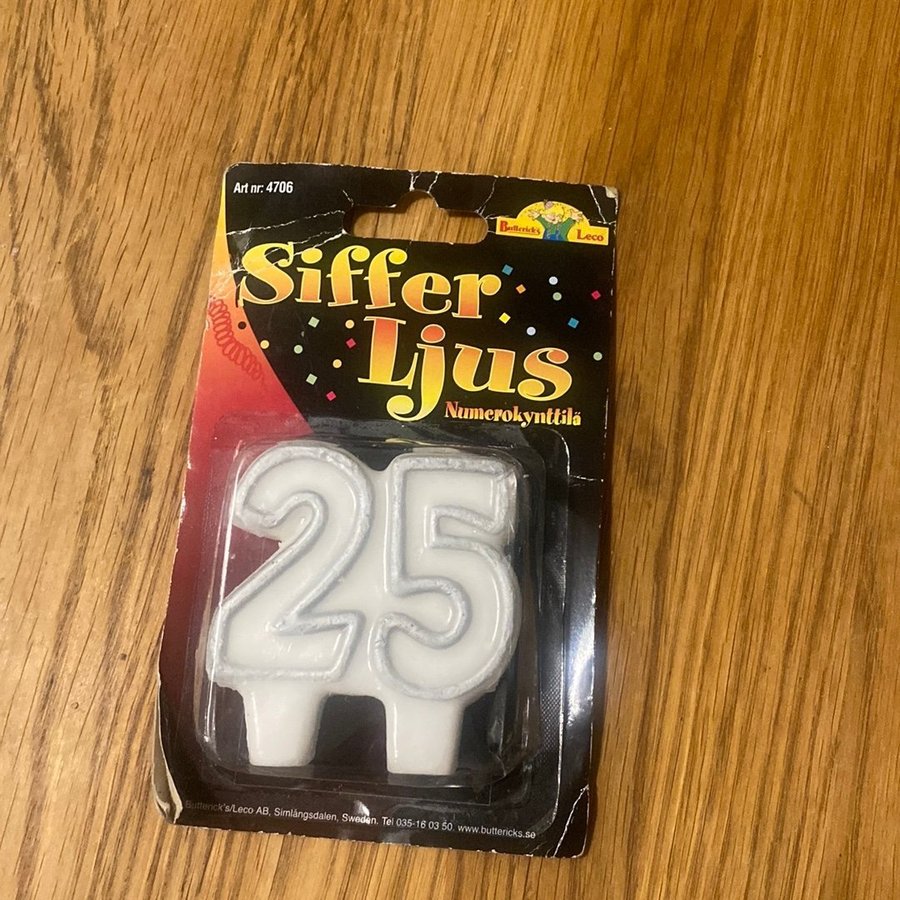 Art nr: 4706
Butterick's Leco
Siffer
Ljus
Numerokynttilä
25
Butterick's/Leco AB, Simlångsdalen, Sweden. Tel 035-16 03 50. www.buttericks.se